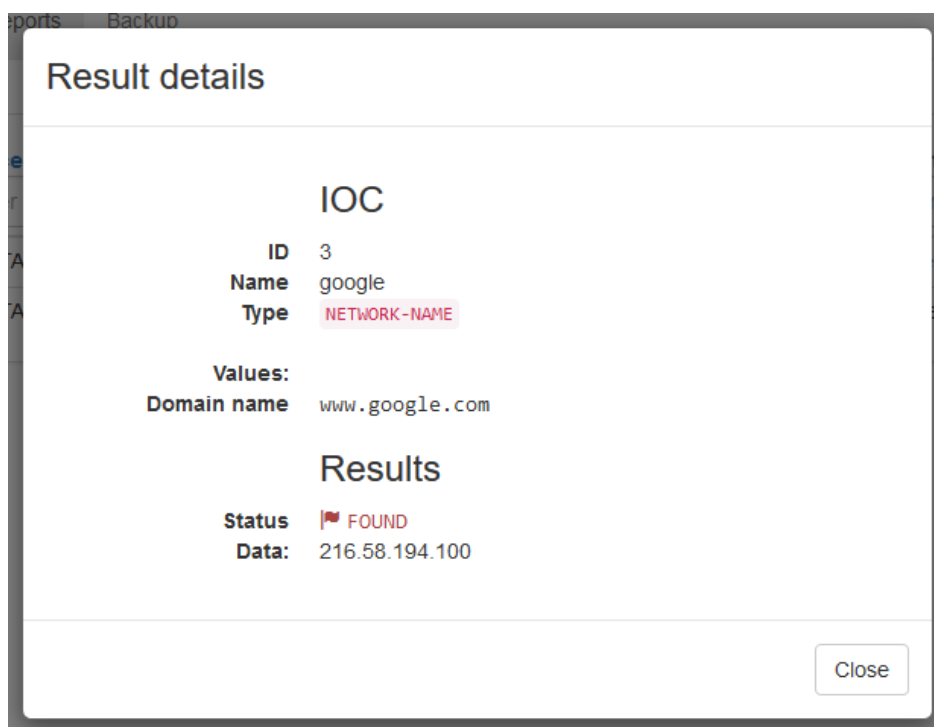 Backup
Result details
IOC
ID 3
Name google
Type NETWORK-NAME
Values:
Domain name www.google.com
Results
Status FOUND
Data: 216.58.194.100
Close